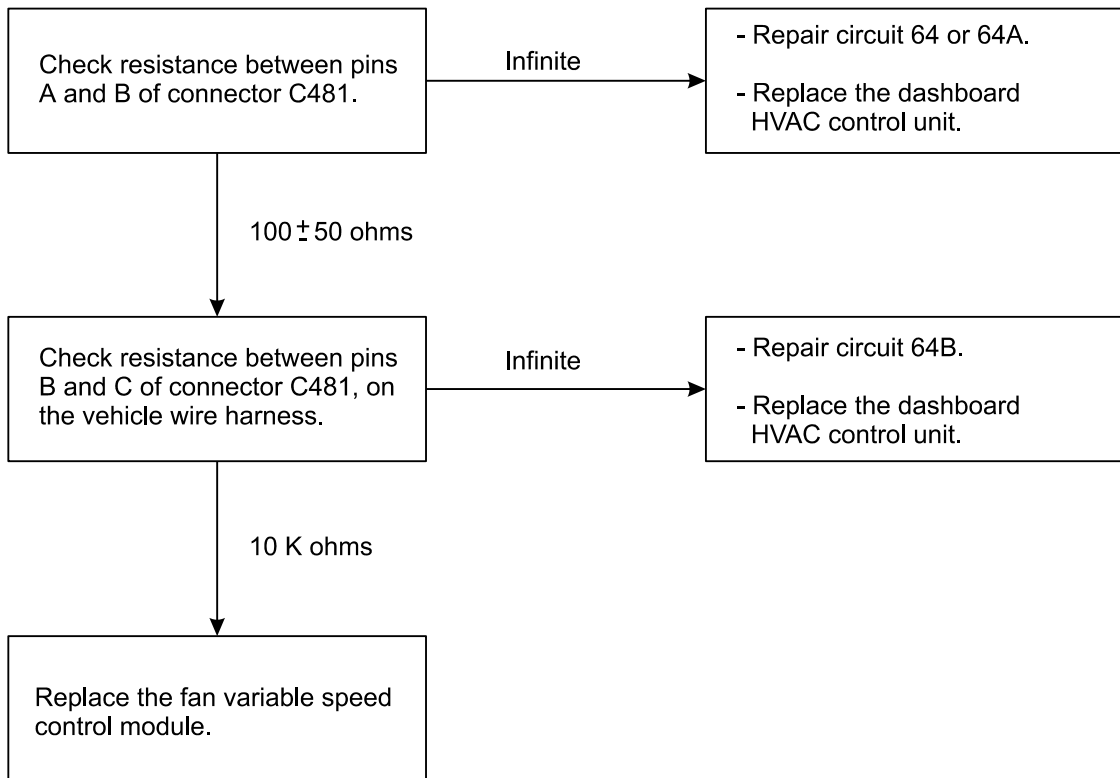 Check resistance between pins
A and B of connector C481.
Infinite
- Repair circuit 64 or 64A.
- Replace the dashboard
HVAC control unit.
100 ± 50 ohms
Check resistance between pins
B and C of connector C481, on
the vehicle wire harness.
Infinite
- Repair circuit 64B.
- Replace the dashboard
HVAC control unit.
10 K ohms
Replace the fan variable speed
control module.